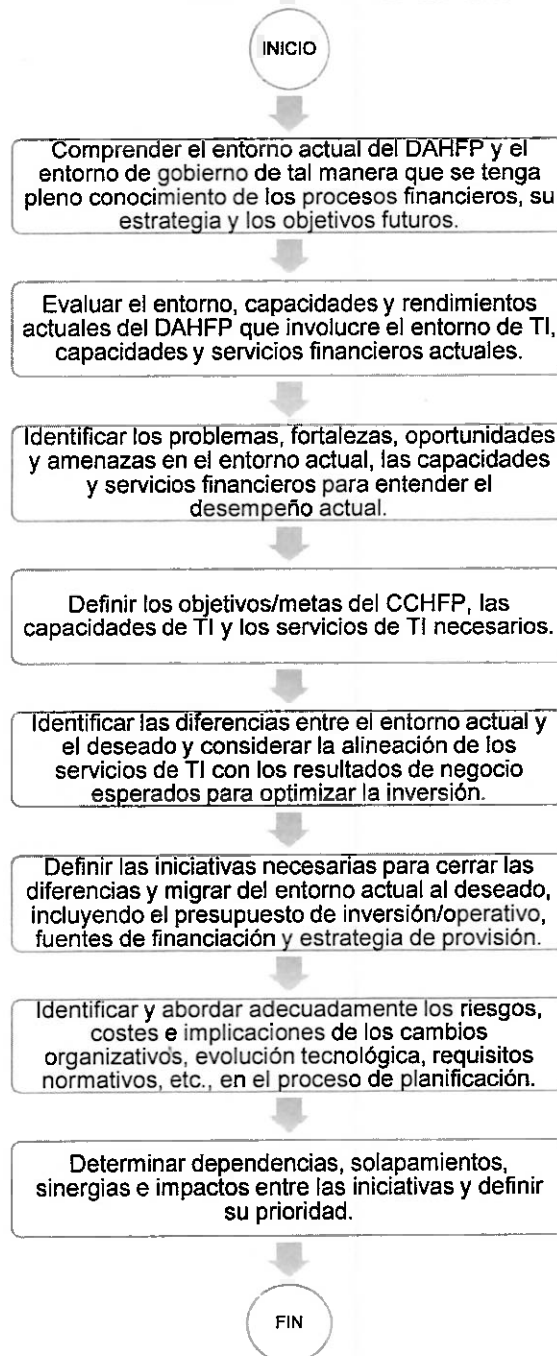 INICIO
Comprender el entorno actual del DAHFP y el
entorno de gobierno de tal manera que se tenga
pleno conocimiento de los procesos financieros, su
estrategia y los objetivos futuros.
Evaluar el entorno, capacidades y rendimientos
actuales del DAHFP que involucre el entorno de TI,
capacidades y servicios financieros actuales.
Identificar los problemas, fortalezas, oportunidades
y amenazas en el entorno actual, las capacidades
y servicios financieros para entender el
desempeño actual.
Definir los objetivos/metas del CCHFP, las
capacidades de TI y los servicios de TI necesarios.
Identificar las diferencias entre el entorno actual y
el deseado y considerar la alineación de los
servicios de TI con los resultados de negocio
esperados para optimizar la inversión.
Definir las iniciativas necesarias para cerrar las
diferencias y migrar del entorno actual al deseado,
incluyendo el presupuesto de inversión/operativo,
fuentes de financiación y estrategia de provisión.
Identificar y abordar adecuadamente los riesgos,
costes e implicaciones de los cambios
organizativos, evolución tecnológica, requisitos
normativos, etc., en el proceso de planificación.
Determinar dependencias, solapamientos,
sinergias e impactos entre las iniciativas y definir
su prioridad.
FIN